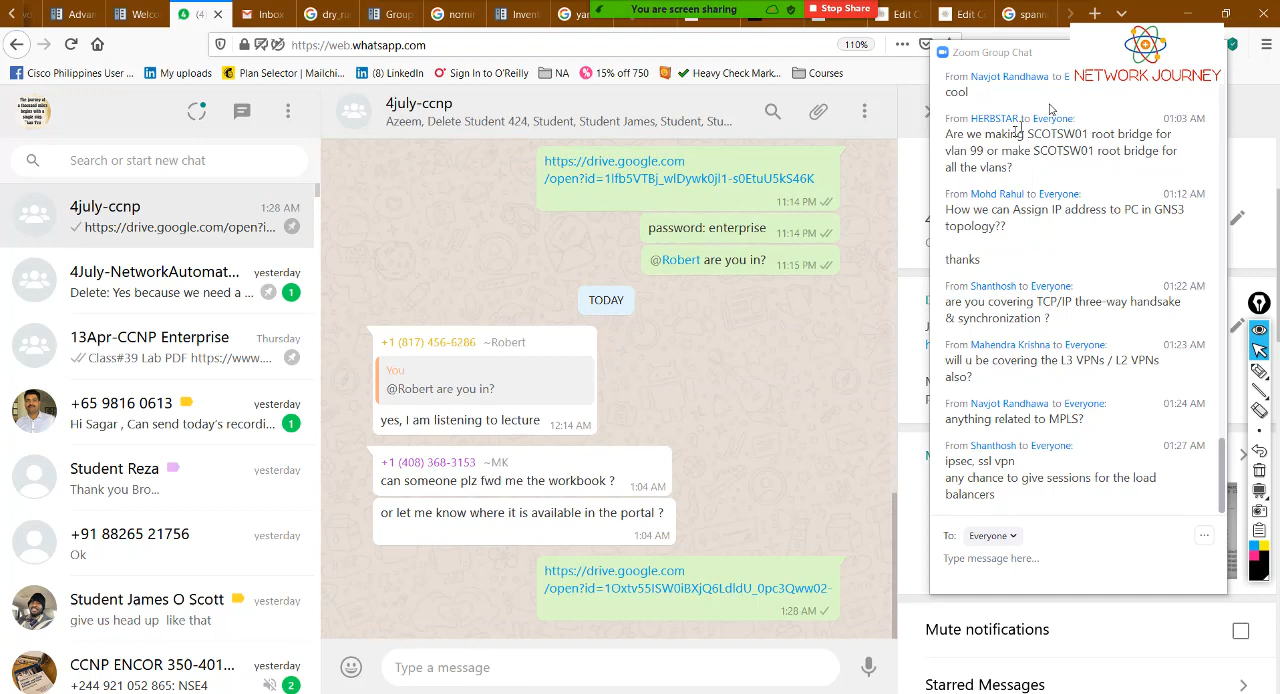 Advan
Welco
(4)
Inbox
dry_ru
Group
nornir
Invent
yan
You are screen sharing
Stop Share
Edit C
Edit C
spann
https://web.whatsapp.com
110%
Cisco Philippines User ...
My uploads
Plan Selector | Mailchi...
(8) LinkedIn
Sign In to O'Reilly
NA
15% off 750
Heavy Check Mark...
Courses
NETWORK JOURNEY
4july-ccnp
Azeem, Delete Student 424, Student, Student James, Student, Stu...
Search or start new chat
4july-ccnp
1:28 AM
https://drive.google.com/open?i...
4July-NetworkAutomat...
yesterday
Delete: Yes because we need a ...
1
13Apr-CCNP Enterprise
Thursday
Class#39 Lab PDF https://www....
+65 9816 0613
yesterday
Hi Sagar , Can send today's recordi...
1
Student Reza
yesterday
Thank you Bro...
+91 88265 21756
yesterday
Ok
Student James O Scott
yesterday
give us head up like that
CCNP ENCOR 350-401...
yesterday
+244 921 052 865: NSE4
2
https://drive.google.com
/open?id=1lfb5VTBj_wlDywk0jl1-s0EtuU5kS46K
11:14 PM
password: enterprise
11:14 PM
@Robert are you in?
11:15 PM
TODAY
+1 (817) 456-6286 ~Robert
You
@Robert are you in?
yes, I am listening to lecture
12:14 AM
+1 (408) 368-3153 ~MK
can someone plz fwd me the workbook ?
1:04 AM
or let me know where it is available in the portal ?
1:04 AM
https://drive.google.com
/open?id=1Oxtv55ISW0iBXjQ6LdldU_0pc3Qww02-
1:28 AM
Type a message
Zoom Group Chat
From Navjot Randhawa to E
cool
From HERBSTAR to Everyone:
01:03 AM
Are we making SCOTSW01 root bridge for
vlan 99 or make SCOTSW01 root bridge for
all the vlans?
From Mohd Rahul to Everyone:
01:12 AM
How we can Assign IP address to PC in GNS3
topology??
thanks
From Shanthosh to Everyone:
01:22 AM
are you covering TCP/IP three-way handsake
& synchronization ?
From Mahendra Krishna to Everyone:
01:23 AM
will u be covering the L3 VPNs / L2 VPNs
also?
From Navjot Randhawa to Everyone:
01:24 AM
anything related to MPLS?
From Shanthosh to Everyone:
01:27 AM
ipsec, ssl vpn
any chance to give sessions for the load
balancers
To:
Everyone
Type message here...
Mute notifications
Starred Messages